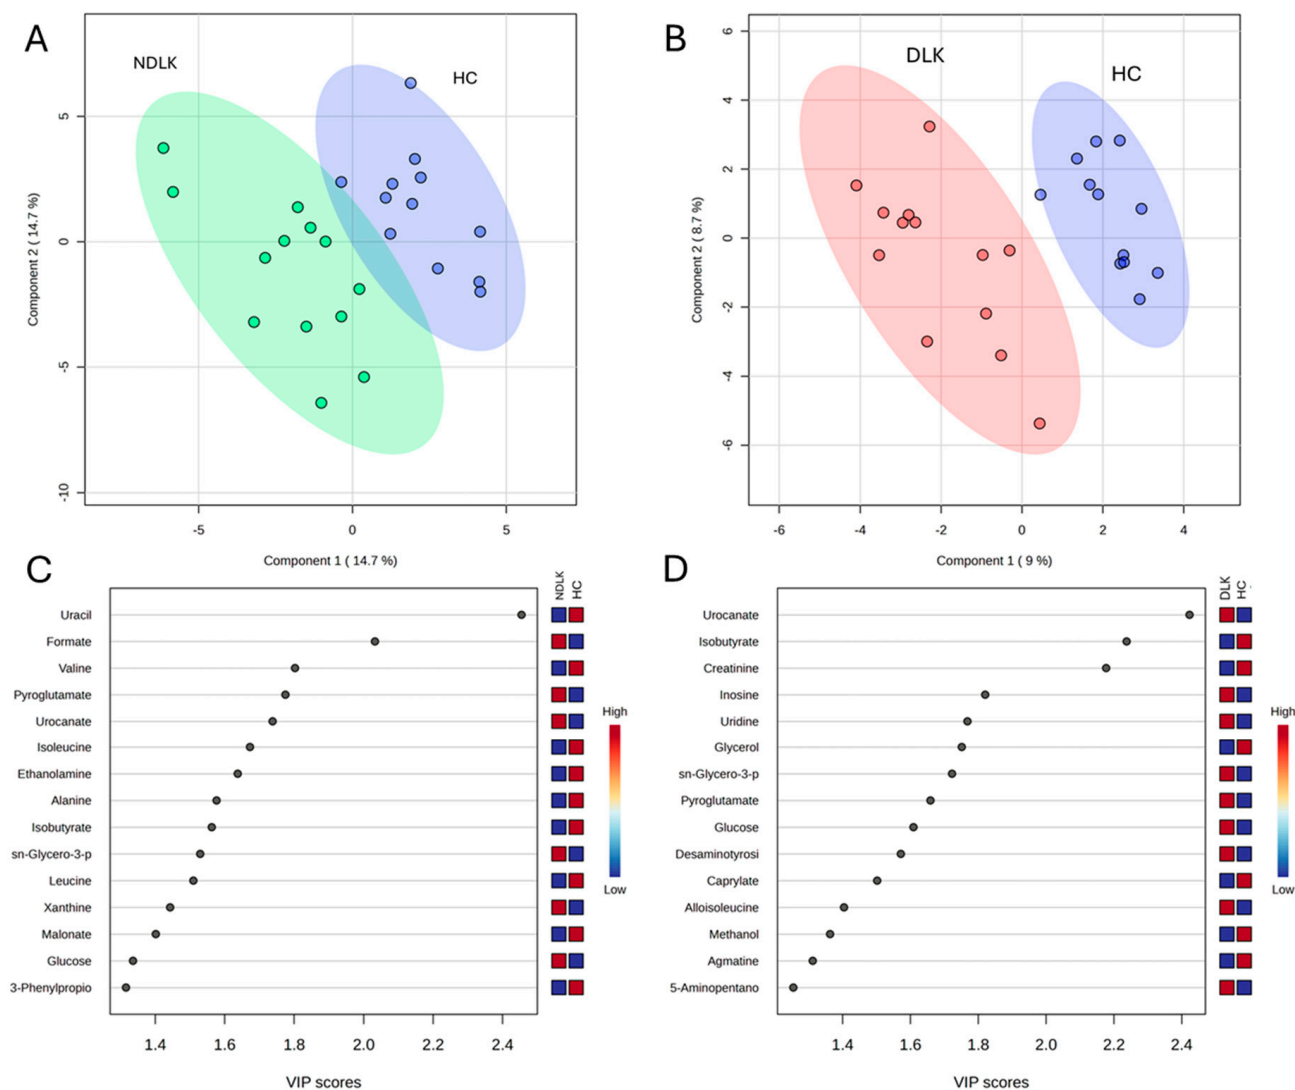 A
NDLK
HC
Component 2 ( 14.7 %)
5
0
-5
-10
-5
0
5
Component 1 ( 14.7 %)
B
DLK
HC
Component 2 ( 8.7 %)
6
4
2
0
-2
-4
-6
-6
-4
-2
0
2
4
Component 1 ( 9 %)
C
NDLK
HC
Uracil
Formate
Valine
Pyroglutamate
Urocanate
Isoleucine
Ethanolamine
Alanine
Isobutyrate
sn-Glycero-3-p
Leucine
Xanthine
Malonate
Glucose
3-Phenylpropio
High
Low
1.4
1.6
1.8
2.0
2.2
2.4
VIP scores
D
DLK
HC
Urocanate
Isobutyrate
Creatinine
Inosine
Uridine
Glycerol
sn-Glycero-3-p
Pyroglutamate
Glucose
Desaminotyrosi
Caprylate
Alloisoleucine
Methanol
Agmatine
5-Aminopentano
High
Low
1.4
1.6
1.8
2.0
2.2
2.4
VIP scores